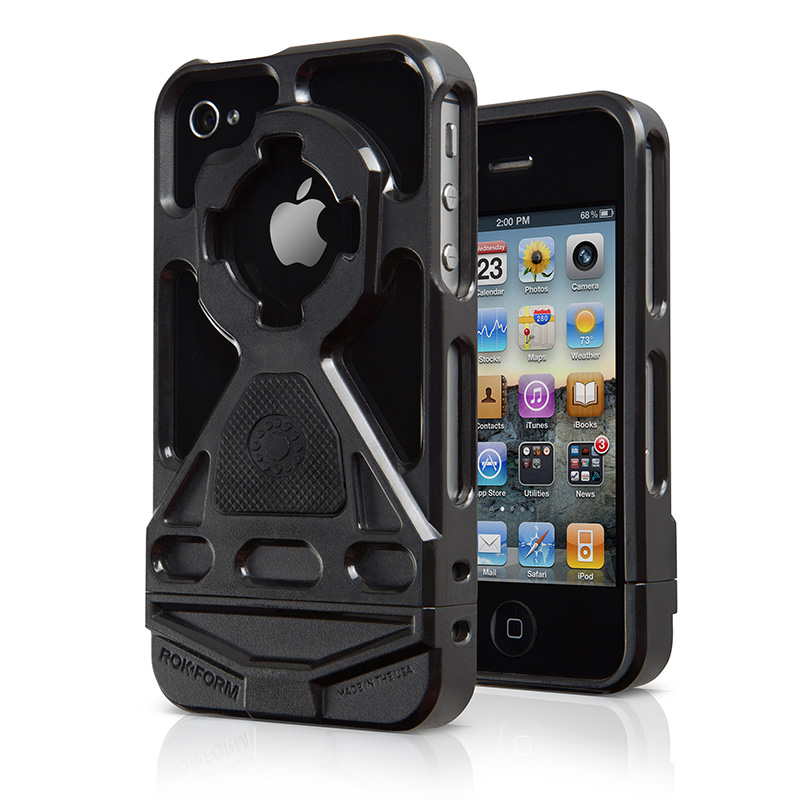 2:00 PM 68%
Wednesday
23
Calendar Photos Camera
280
73°
Stocks Maps Weather
Contacts iTunes iBooks
3
App Store Utilities News
Mail Safari iPod
ROKFORM
MADE IN THE USA